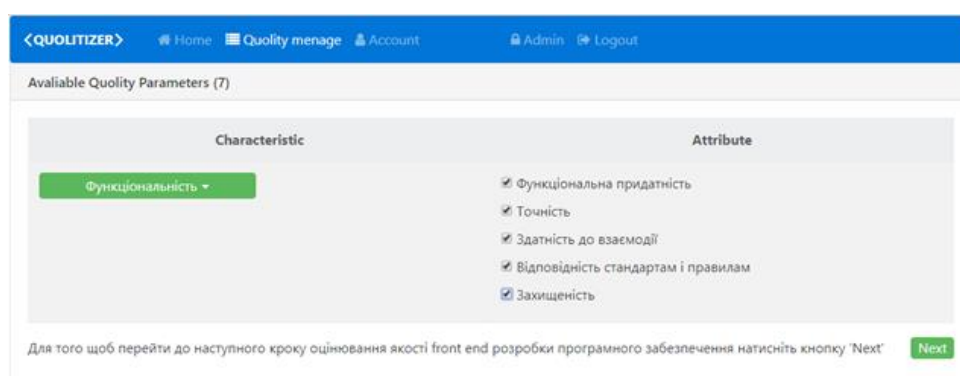 <QUOLITIZER> Home Quolity menage Account Admin Logout
Avaliable Quolity Parameters (7)
Characteristic Attribute
Функціональність Функціональна придатність
Точність
Здатність до взаємодії
Відповідність стандартам і правилам
Захищеність
Для того щоб перейти до наступного кроку оцінювання якості front end розробки програмного забезпечення натисніть кнопку 'Next' Next